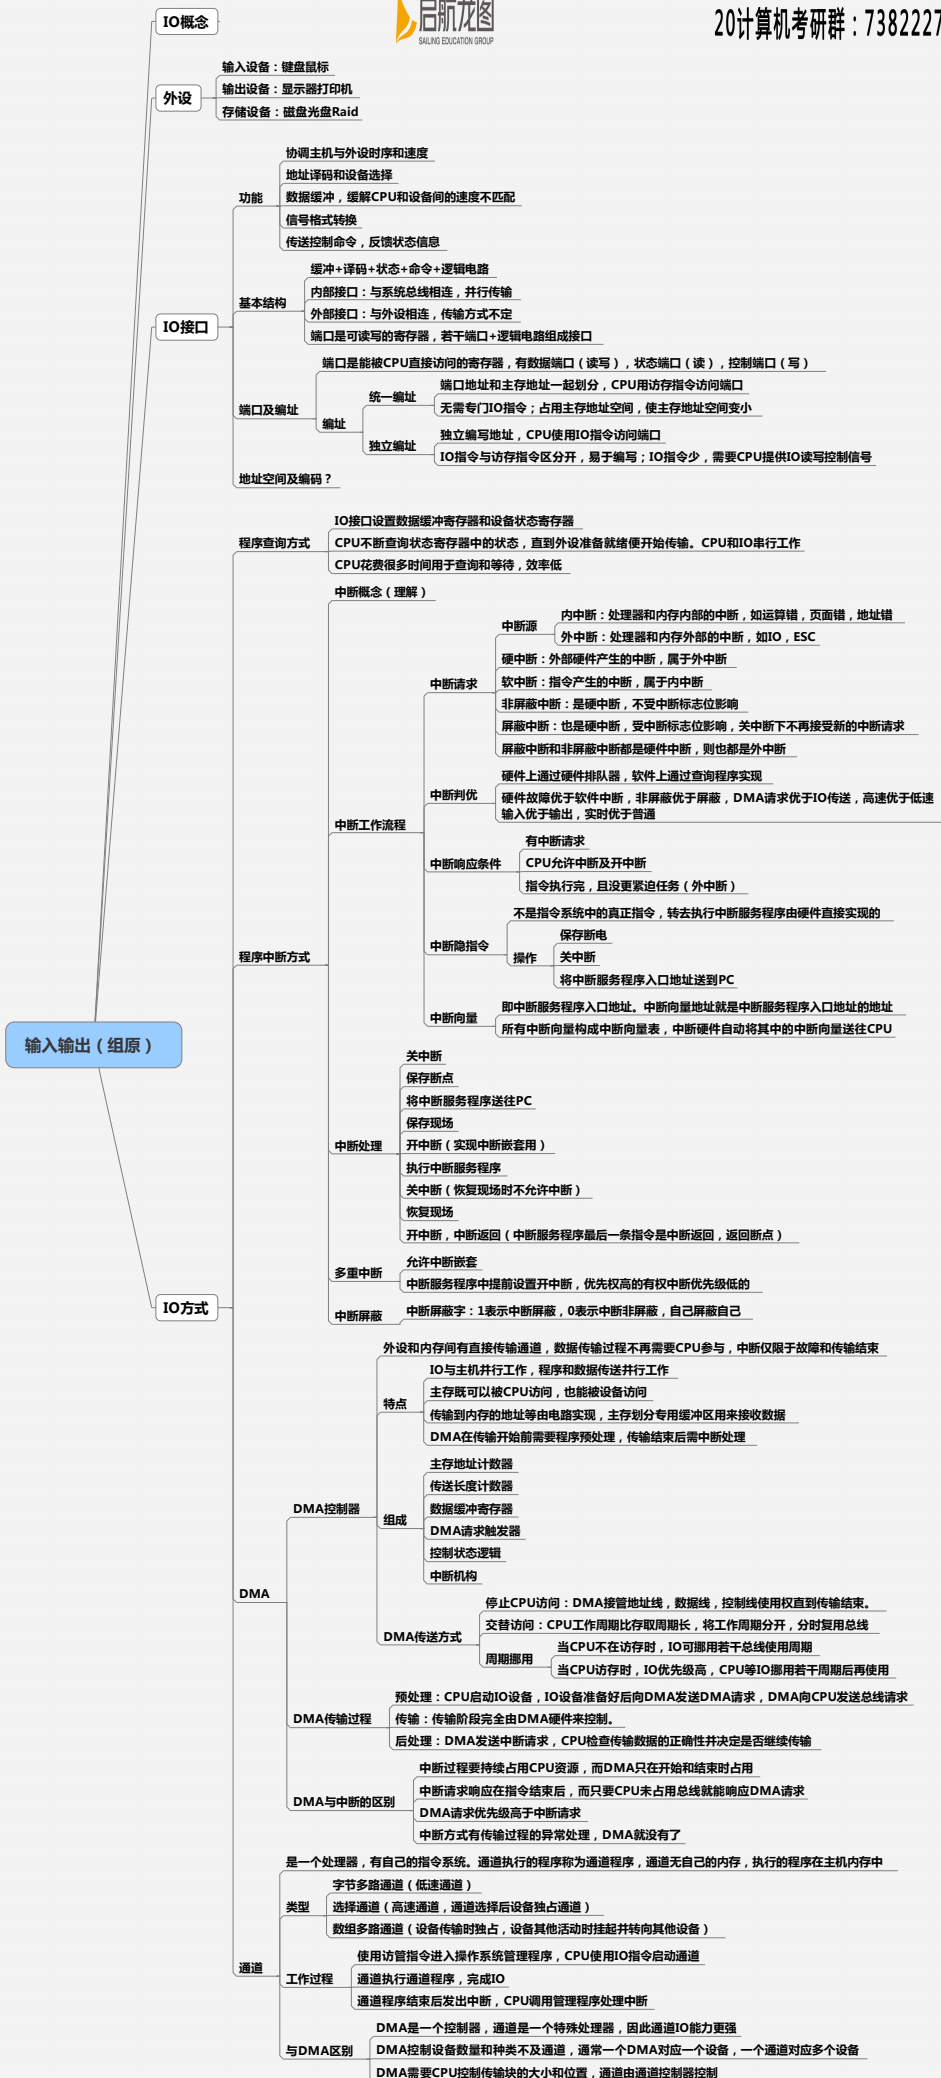 启航龙图
SAILING EDUCATION GROUP
20计算机考研群：7382227
输入输出（组原）
IO概念
外设
输入设备：键盘鼠标
输出设备：显示器打印机
存储设备：磁盘光盘Raid
IO接口
功能
协调主机与外设时序和速度
地址译码和设备选择
数据缓冲，缓解CPU和设备间的速度不匹配
信号格式转换
传送控制命令，反馈状态信息
基本结构
缓冲+译码+状态+命令+逻辑电路
内部接口：与系统总线相连，并行传输
外部接口：与外设相连，传输方式不定
端口是可读写的寄存器，若干端口+逻辑电路组成接口
端口及编址
端口是能被CPU直接访问的寄存器，有数据端口（读写），状态端口（读），控制端口（写）
编址
统一编址
端口地址和主存地址一起划分，CPU用访存指令访问端口
无需专门IO指令；占用主存地址空间，使主存地址空间变小
独立编址
独立编写地址，CPU使用IO指令访问端口
IO指令与访存指令区分开，易于编写；IO指令少，需要CPU提供IO读写控制信号
地址空间及编码？
IO方式
程序查询方式
IO接口设置数据缓冲寄存器和设备状态寄存器
CPU不断查询状态寄存器中的状态，直到外设准备就绪便开始传输。CPU和IO串行工作
CPU花费很多时间用于查询和等待，效率低
程序中断方式
中断概念（理解）
中断工作流程
中断请求
中断源
内中断：处理器和内存内部的中断，如运算错，页面错，地址错
外中断：处理器和内存外部的中断，如IO，ESC
硬中断：外部硬件产生的中断，属于外中断
软中断：指令产生的中断，属于内中断
非屏蔽中断：是硬中断，不受中断标志位影响
屏蔽中断：也是硬中断，受中断标志位影响，关中断下不再接受新的中断请求
屏蔽中断和非屏蔽中断都是硬件中断，则也都是外中断
中断判优
硬件上通过硬件排队器，软件上通过查询程序实现
硬件故障优于软件中断，非屏蔽优于屏蔽，DMA请求优于IO传送，高速优于低速
输入优于输出，实时优于普通
中断响应条件
有中断请求
CPU允许中断及开中断
指令执行完，且没更紧迫任务（外中断）
中断隐指令
不是指令系统中的真正指令，转去执行中断服务程序由硬件直接实现的
操作
保存断电
关中断
将中断服务程序入口地址送到PC
中断向量
即中断服务程序入口地址。中断向量地址就是中断服务程序入口地址的地址
所有中断向量构成中断向量表，中断硬件自动将其中的中断向量送往CPU
中断处理
关中断
保存断点
将中断服务程序送往PC
保存现场
开中断（实现中断嵌套用）
执行中断服务程序
关中断（恢复现场时不允许中断）
恢复现场
开中断，中断返回（中断服务程序最后一条指令是中断返回，返回断点）
多重中断
允许中断嵌套
中断服务程序中提前设置开中断，优先权高的有权中断优先级低的
中断屏蔽
中断屏蔽字：1表示中断屏蔽，0表示中断非屏蔽，自己屏蔽自己
DMA
DMA控制器
外设和内存间有直接传输通道，数据传输过程不再需要CPU参与，中断仅限于故障和传输结束
特点
IO与主机并行工作，程序和数据传送并行工作
主存既可以被CPU访问，也能被设备访问
传输到内存的地址等由电路实现，主存划分专用缓冲区用来接收数据
DMA在传输开始前需要程序预处理，传输结束后需中断处理
组成
主存地址计数器
传送长度计数器
数据缓冲寄存器
DMA请求触发器
控制状态逻辑
中断机构
DMA传送方式
停止CPU访问：DMA接管地址线，数据线，控制线使用权直到传输结束。
交替访问：CPU工作周期比存取周期长，将工作周期分开，分时复用总线
周期挪用
当CPU不在访存时，IO可挪用若干总线使用周期
当CPU访存时，IO优先级高，CPU等IO挪用若干周期后再使用
DMA传输过程
预处理：CPU启动IO设备，IO设备准备好后向DMA发送DMA请求，DMA向CPU发送总线请求
传输：传输阶段完全由DMA硬件来控制。
后处理：DMA发送中断请求，CPU检查传输数据的正确性并决定是否继续传输
DMA与中断的区别
中断过程要持续占用CPU资源，而DMA只在开始和结束时占用
中断请求响应在指令结束后，而只要CPU未占用总线就能响应DMA请求
DMA请求优先级高于中断请求
中断方式有传输过程的异常处理，DMA就没有了
通道
是一个处理器，有自己的指令系统。通道执行的程序称为通道程序，通道无自己的内存，执行的程序在主机内存中
类型
字节多路通道（低速通道）
选择通道（高速通道，通道选择后设备独占通道）
数组多路通道（设备传输时独占，设备其他活动时挂起并转向其他设备）
工作过程
使用访管指令进入操作系统管理程序，CPU使用IO指令启动通道
通道执行通道程序，完成IO
通道程序结束后发出中断，CPU调用管理程序处理中断
与DMA区别
DMA是一个控制器，通道是一个特殊处理器，因此通道IO能力更强
DMA控制设备数量和种类不及通道，通常一个DMA对应一个设备，一个通道对应多个设备
DMA需要CPU控制传输块的大小和位置，通道由通道控制器控制